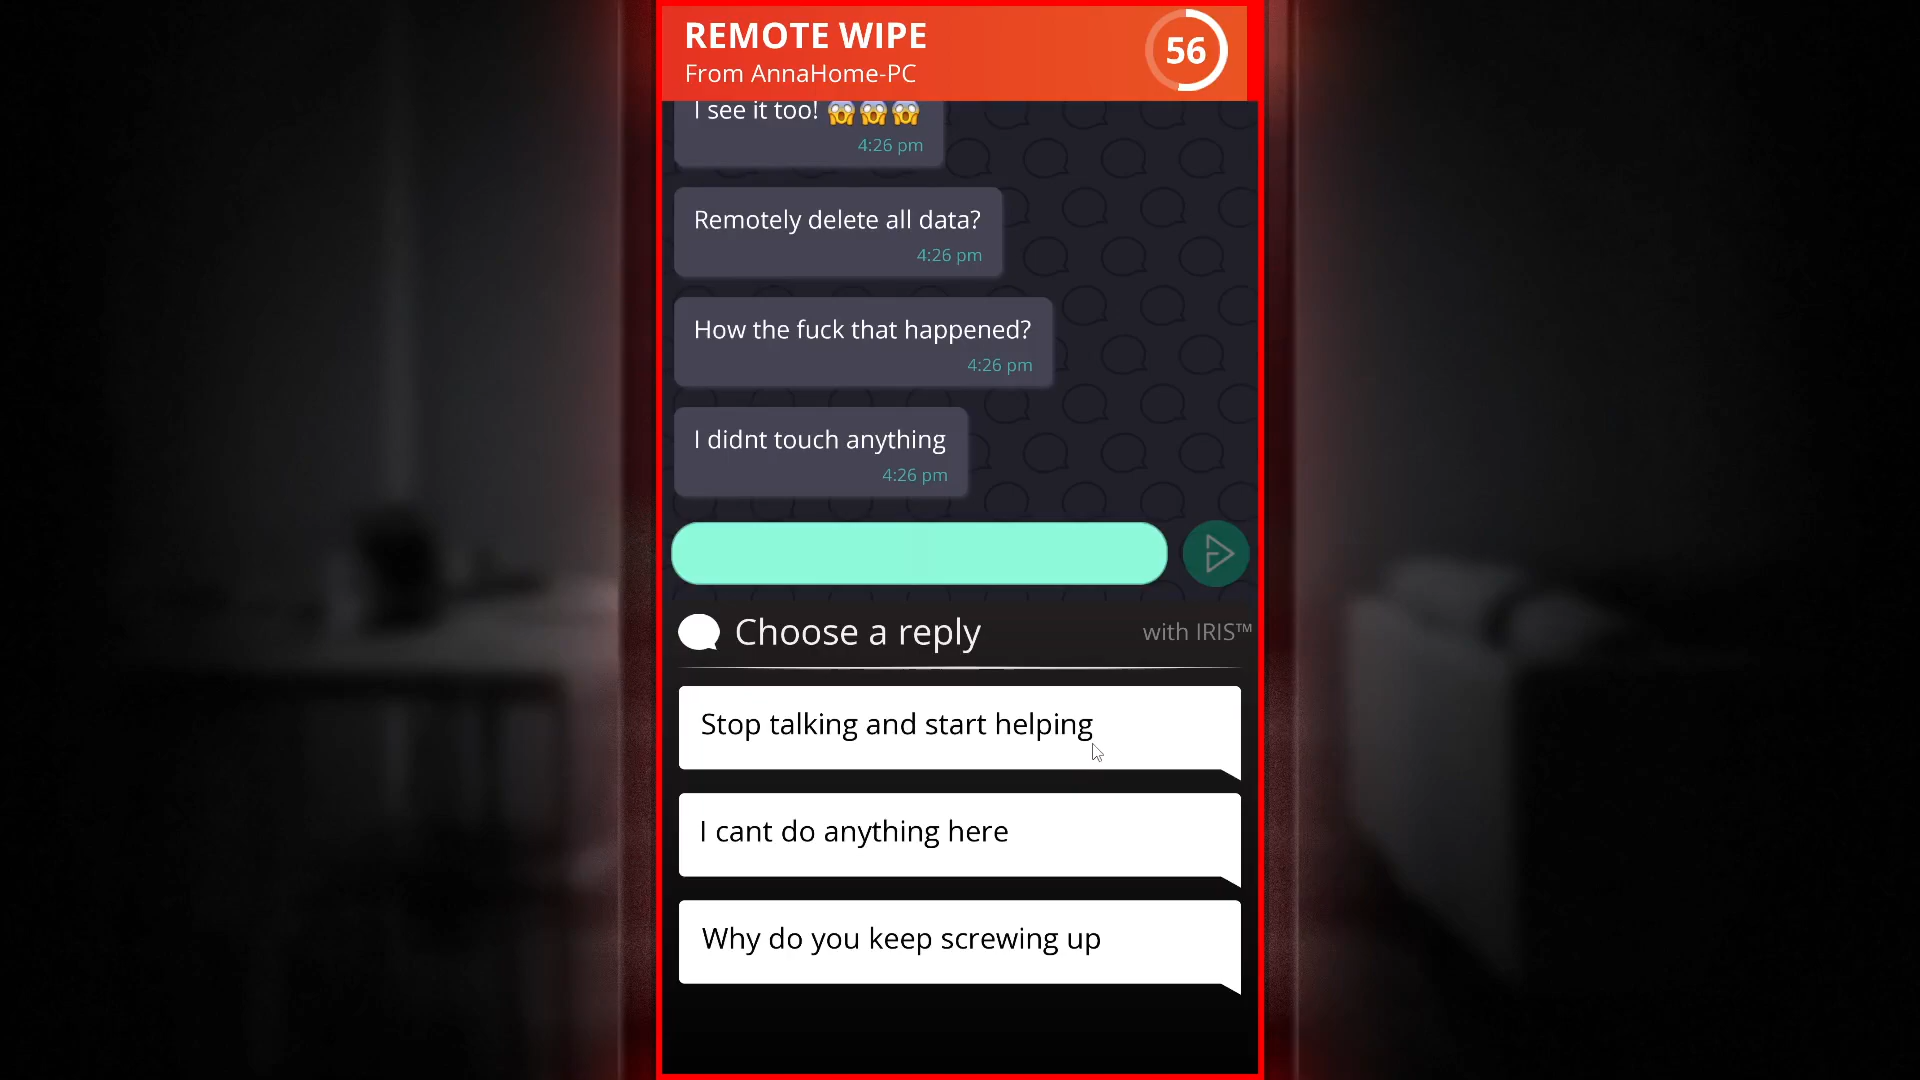 REMOTE WIPE
From AnnaHome-PC
56
I see it too! 😱😱😱
4:26 pm
Remotely delete all data?
4:26 pm
How the fuck that happened?
4:26 pm
I didnt touch anything
4:26 pm
Choose a reply
with IRIS™
Stop talking and start helping
I cant do anything here
Why do you keep screwing up